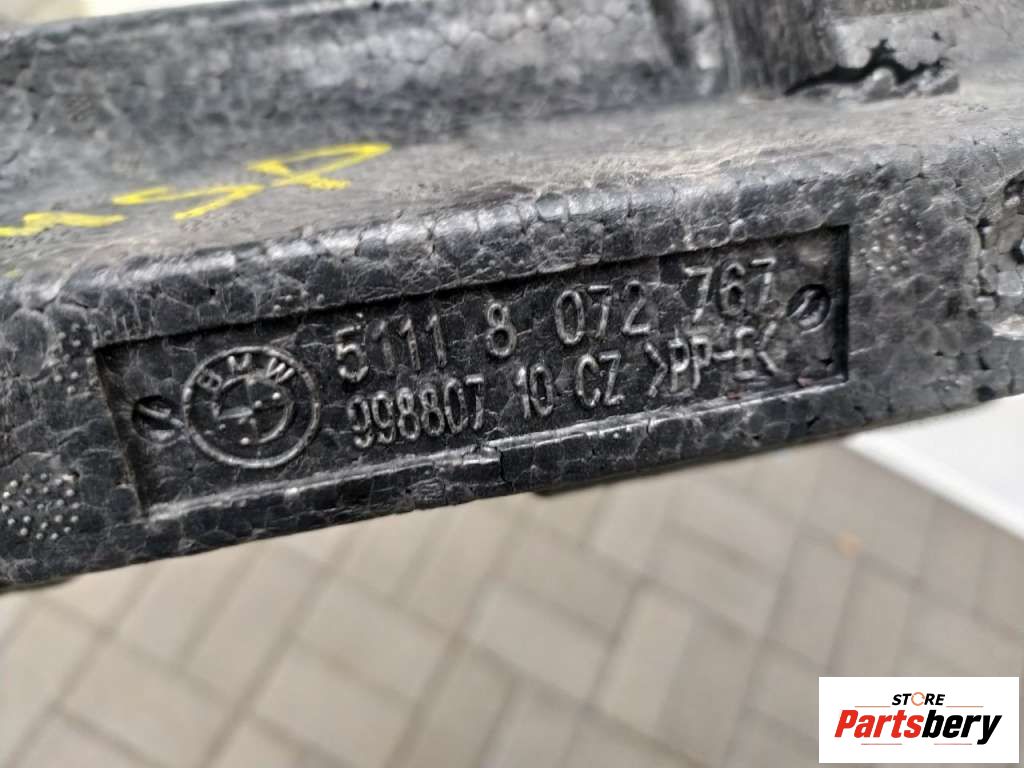 BMW
5111 8 072 767
998807 10 CZ >PP-E<
STORE
Partsbery